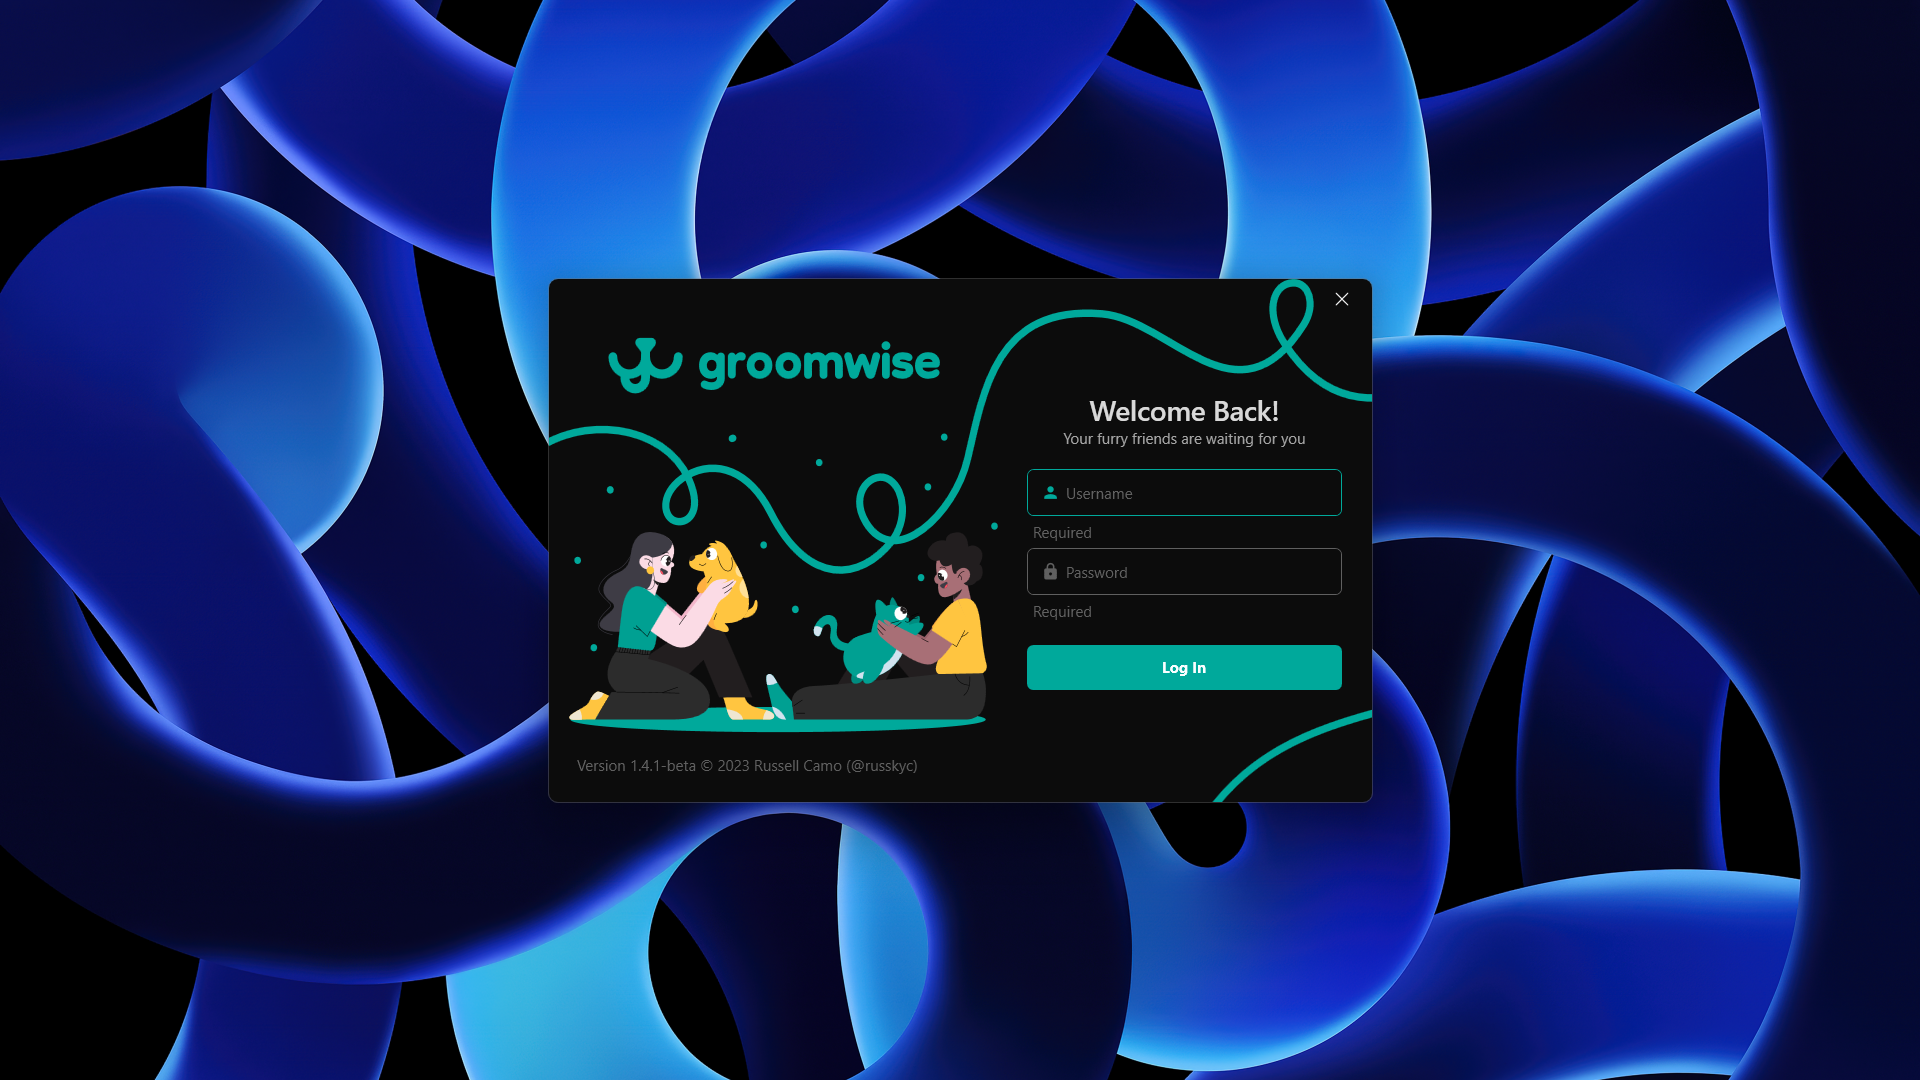 groomwise
Welcome Back!
Your furry friends are waiting for you
Username
Required
Password
Required
Log In
Version 1.4.1-beta © 2023 Russell Camo (@russkyc)